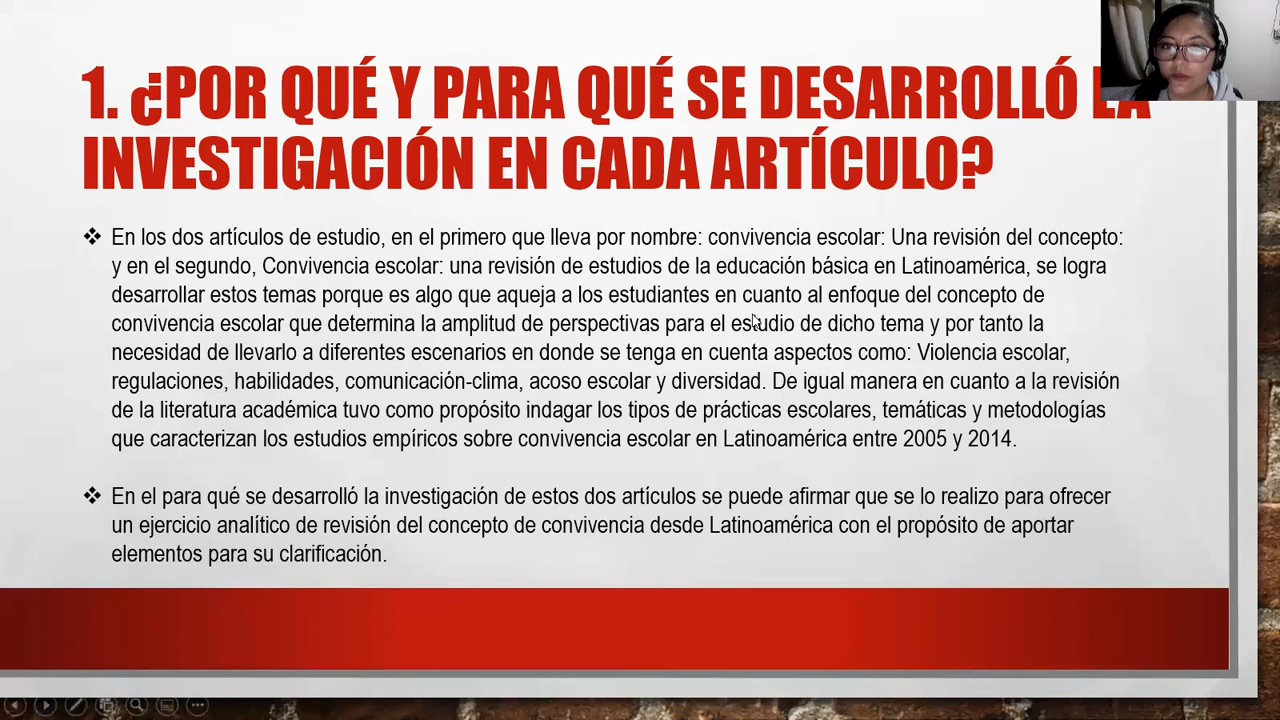 1. ¿POR QUÉ Y PARA QUÉ SE DESARROLLÓ LA
INVESTIGACIÓN EN CADA ARTÍCULO?
❖ En los dos artículos de estudio, en el primero que lleva por nombre: convivencia escolar: Una revisión del concepto:
y en el segundo, Convivencia escolar: una revisión de estudios de la educación básica en Latinoamérica, se logra
desarrollar estos temas porque es algo que aqueja a los estudiantes en cuanto al enfoque del concepto de
convivencia escolar que determina la amplitud de perspectivas para el estudio de dicho tema y por tanto la
necesidad de llevarlo a diferentes escenarios en donde se tenga en cuenta aspectos como: Violencia escolar,
regulaciones, habilidades, comunicación-clima, acoso escolar y diversidad. De igual manera en cuanto a la revisión
de la literatura académica tuvo como propósito indagar los tipos de prácticas escolares, temáticas y metodologías
que caracterizan los estudios empíricos sobre convivencia escolar en Latinoamérica entre 2005 y 2014.
❖ En el para qué se desarrolló la investigación de estos dos artículos se puede afirmar que se lo realizo para ofrecer
un ejercicio analítico de revisión del concepto de convivencia desde Latinoamérica con el propósito de aportar
elementos para su clarificación.